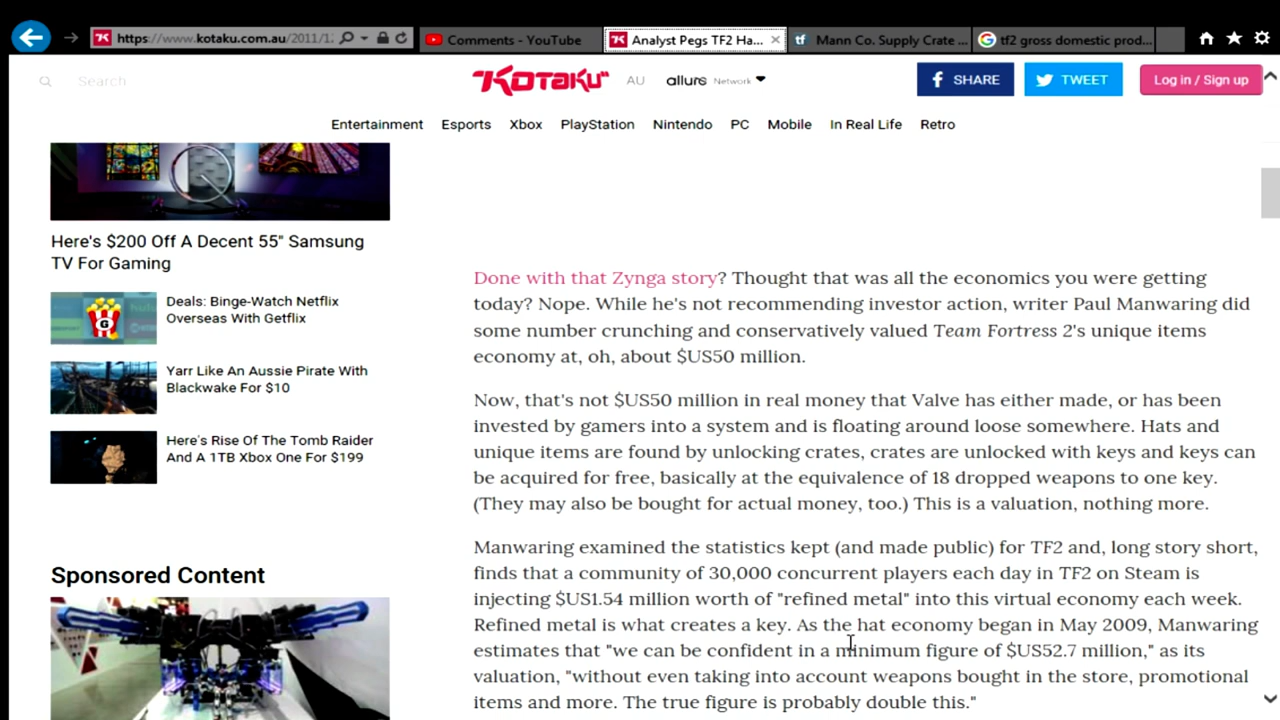 https://www.kotaku.com.au/2011/1
Comments - YouTube
Analyst Pegs TF2 Ha...
Mann Co. Supply Crate ...
tf2 gross domestic prod...
Search
KOTAKU
AU
allure Network
SHARE
TWEET
Log in / Sign up
Entertainment
Esports
Xbox
PlayStation
Nintendo
PC
Mobile
In Real Life
Retro
Here's $200 Off A Decent 55" Samsung
TV For Gaming
Deals: Binge-Watch Netflix
Overseas With Getflix
Yarr Like An Aussie Pirate With
Blackwake For $10
Here's Rise Of The Tomb Raider
And A 1TB Xbox One For $199
Sponsored Content
Done with that Zynga story? Thought that was all the economics you were getting
today? Nope. While he's not recommending investor action, writer Paul Manwaring did
some number crunching and conservatively valued Team Fortress 2's unique items
economy at, oh, about $US50 million.
Now, that's not $US50 million in real money that Valve has either made, or has been
invested by gamers into a system and is floating around loose somewhere. Hats and
unique items are found by unlocking crates, crates are unlocked with keys and keys can
be acquired for free, basically at the equivalence of 18 dropped weapons to one key.
(They may also be bought for actual money, too.) This is a valuation, nothing more.
Manwaring examined the statistics kept (and made public) for TF2 and, long story short,
finds that a community of 30,000 concurrent players each day in TF2 on Steam is
injecting $US1.54 million worth of "refined metal" into this virtual economy each week.
Refined metal is what creates a key. As the hat economy began in May 2009, Manwaring
estimates that "we can be confident in a minimum figure of $US52.7 million," as its
valuation, "without even taking into account weapons bought in the store, promotional
items and more. The true figure is probably double this."